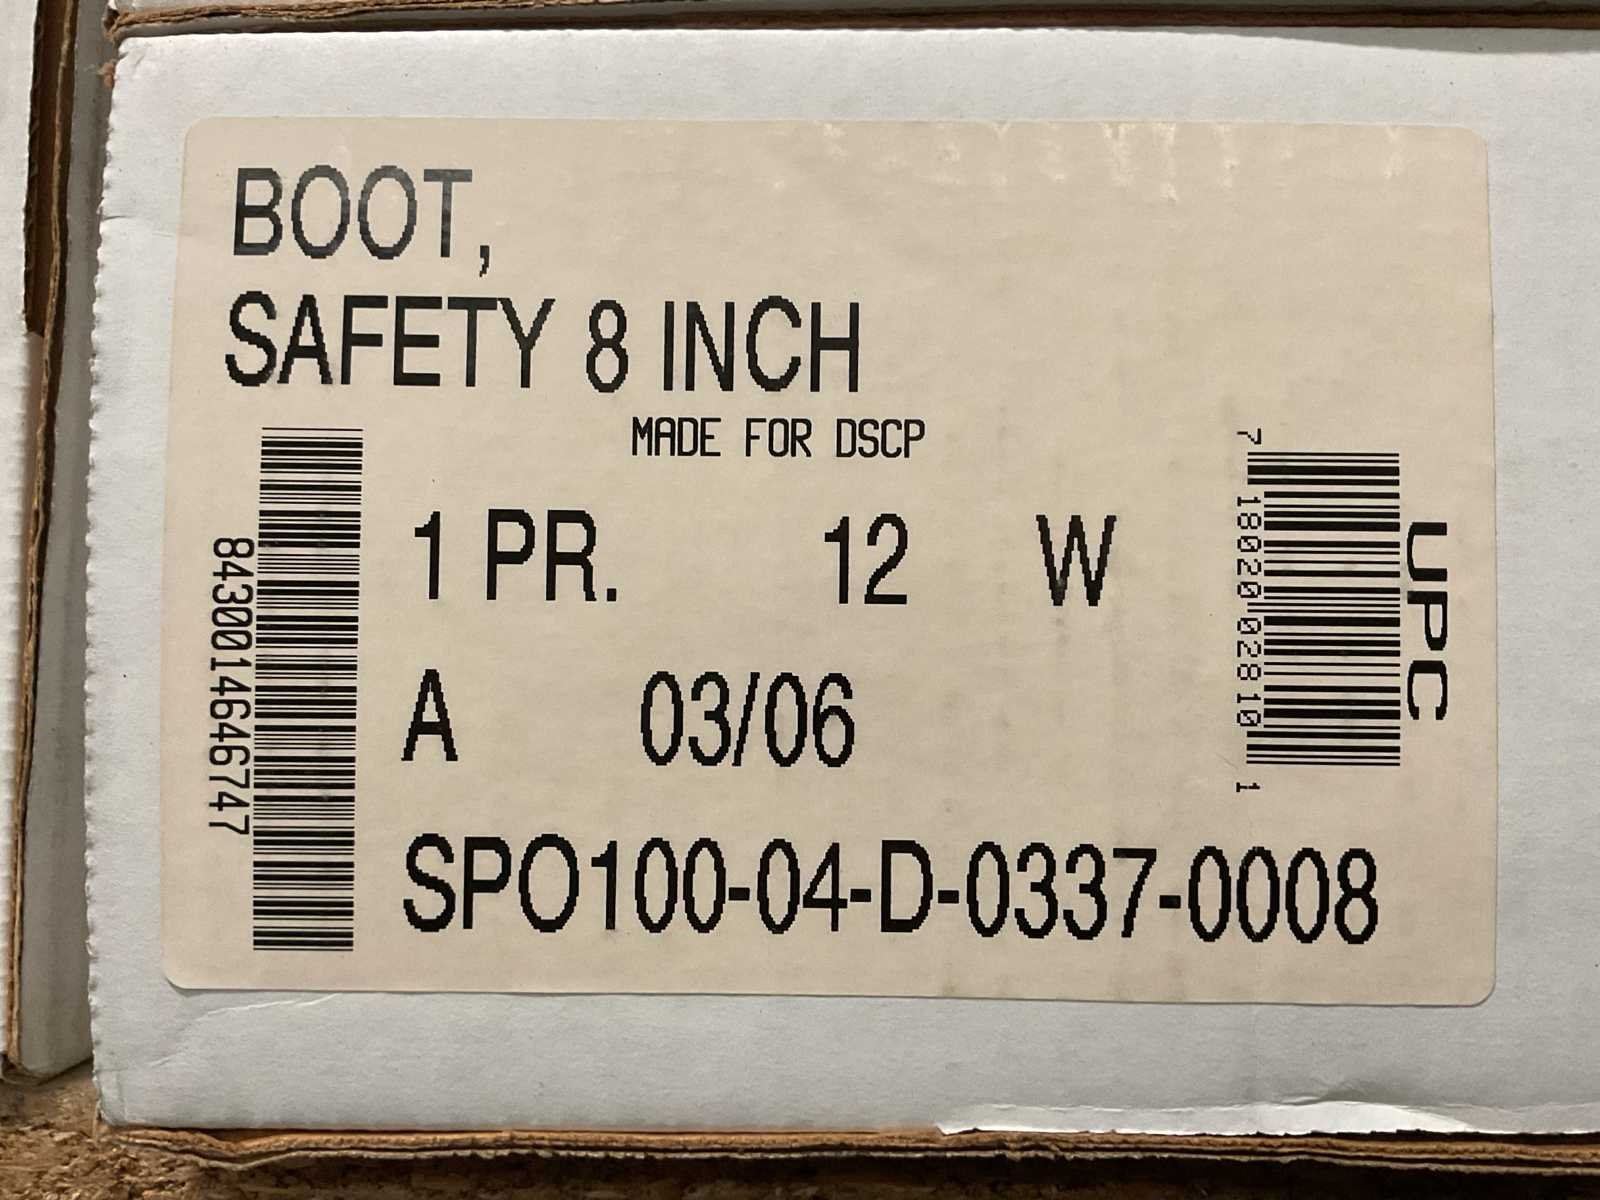 BOOT,
SAFETY 8 INCH
MADE FOR DSCP
1 PR. 12 W
A 03/06
SPO100-04-D-0337-0008
8430014646747
7 18020 02810 1
UPC